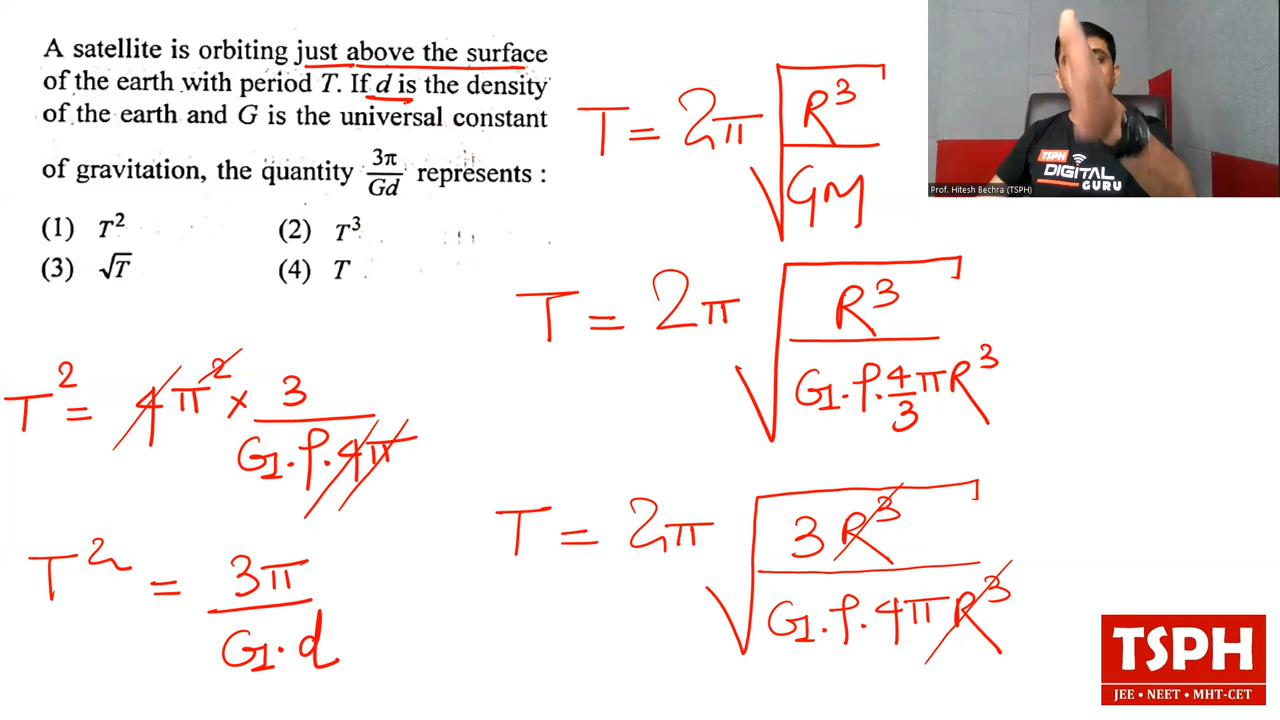 A satellite is orbiting just above the surface
of the earth with period T. If d is the density
of the earth and G is the universal constant
of gravitation, the quantity 3π/Gd represents :
(1) T² (2) T³
(3) √T (4) T
T = 2π √(R³/GM)
T = 2π √(R³/G.ρ.4/3πR³)
T = 2π √(3R³/G.ρ.4πR³)
T² = 4π² × 3/G.ρ.4π
T² = 3π/G.d
TSPH
DIGITAL
GURU
Prof. Hitesh Bechra (TSPH)
TSPH
JEE • NEET • MHT-CET